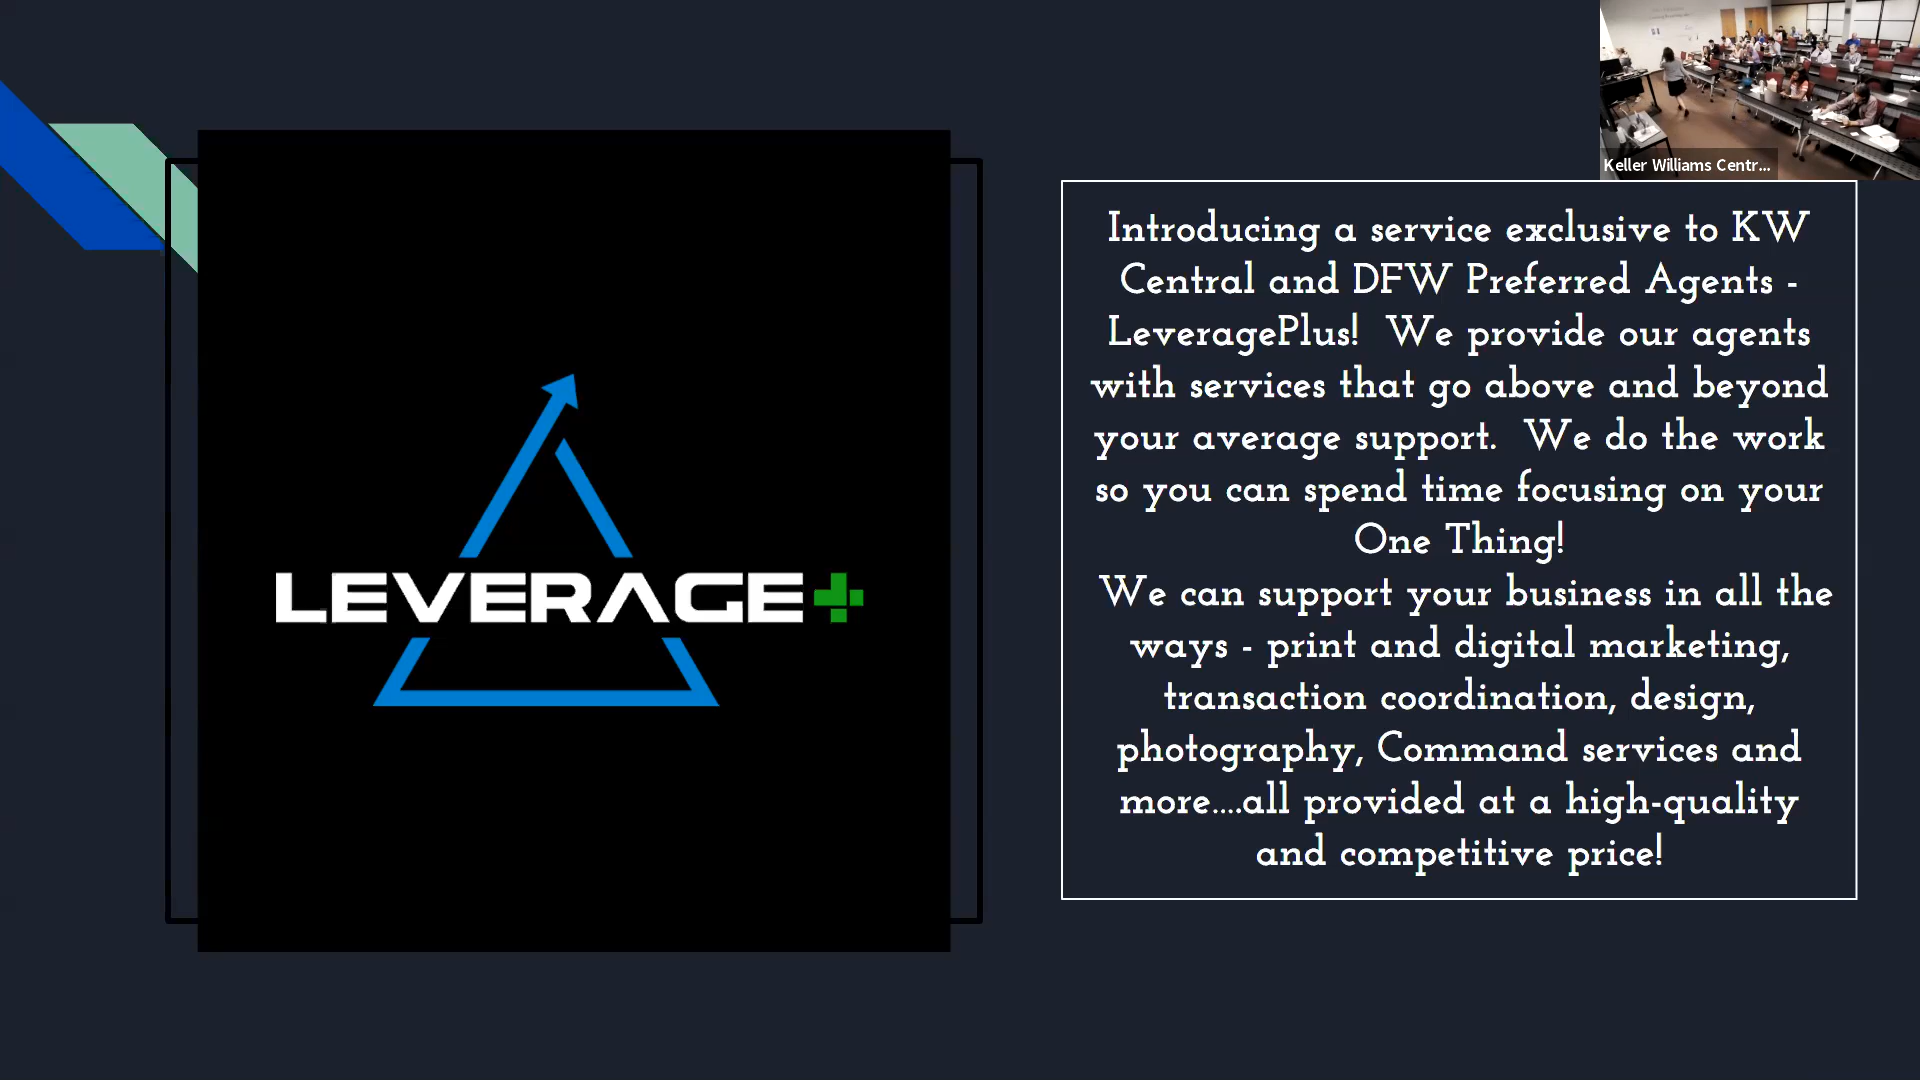 Keller Williams Centr...
Introducing a service exclusive to KW
Central and DFW Preferred Agents -
LeveragePlus! We provide our agents
with services that go above and beyond
your average support. We do the work
so you can spend time focusing on your
One Thing!
We can support your business in all the
ways - print and digital marketing,
transaction coordination, design,
photography, Command services and
more....all provided at a high-quality
and competitive price!
LEVERAGE+